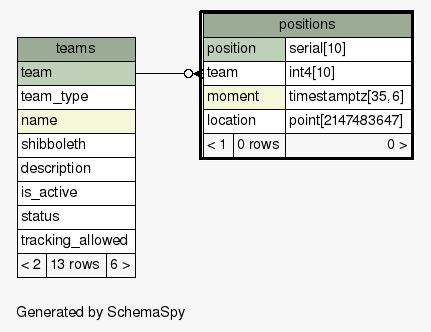 teams
team
team_type
name
shibboleth
description
is_active
status
tracking_allowed
< 2 13 rows 6 >
positions
position serial[10]
team int4[10]
moment timestamptz[35,6]
location point[2147483647]
< 1 0 rows 0 >
Generated by SchemaSpy